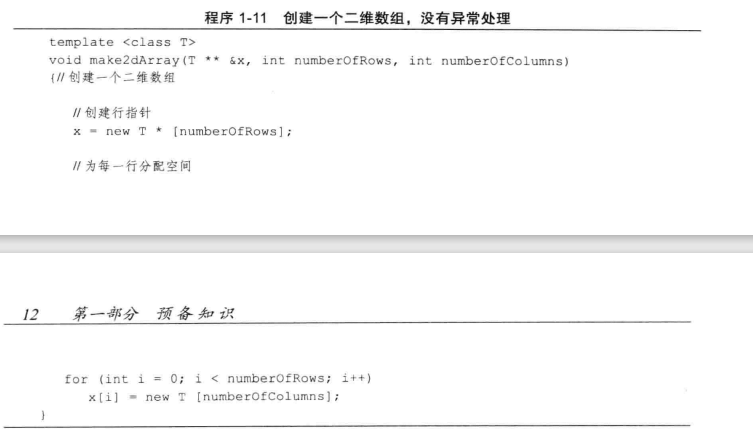 程序 1-11 创建一个二维数组，没有异常处理
template <class T>
void make2dArray(T ** &x, int numberOfRows, int numberOfColumns)
{// 创建一个二维数组
// 创建行指针
x = new T * [numberOfRows];
// 为每一行分配空间
12 第一部分 预备知识
for (int i = 0; i < numberOfRows; i++)
x[i] = new T [numberOfColumns];
}